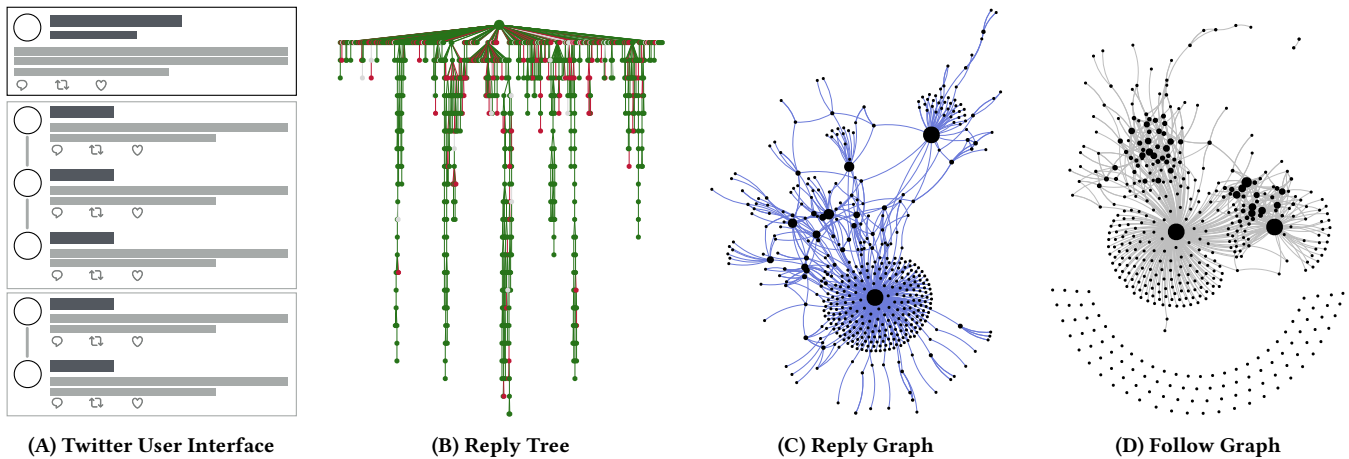 (A) Twitter User Interface
(B) Reply Tree
(C) Reply Graph
(D) Follow Graph